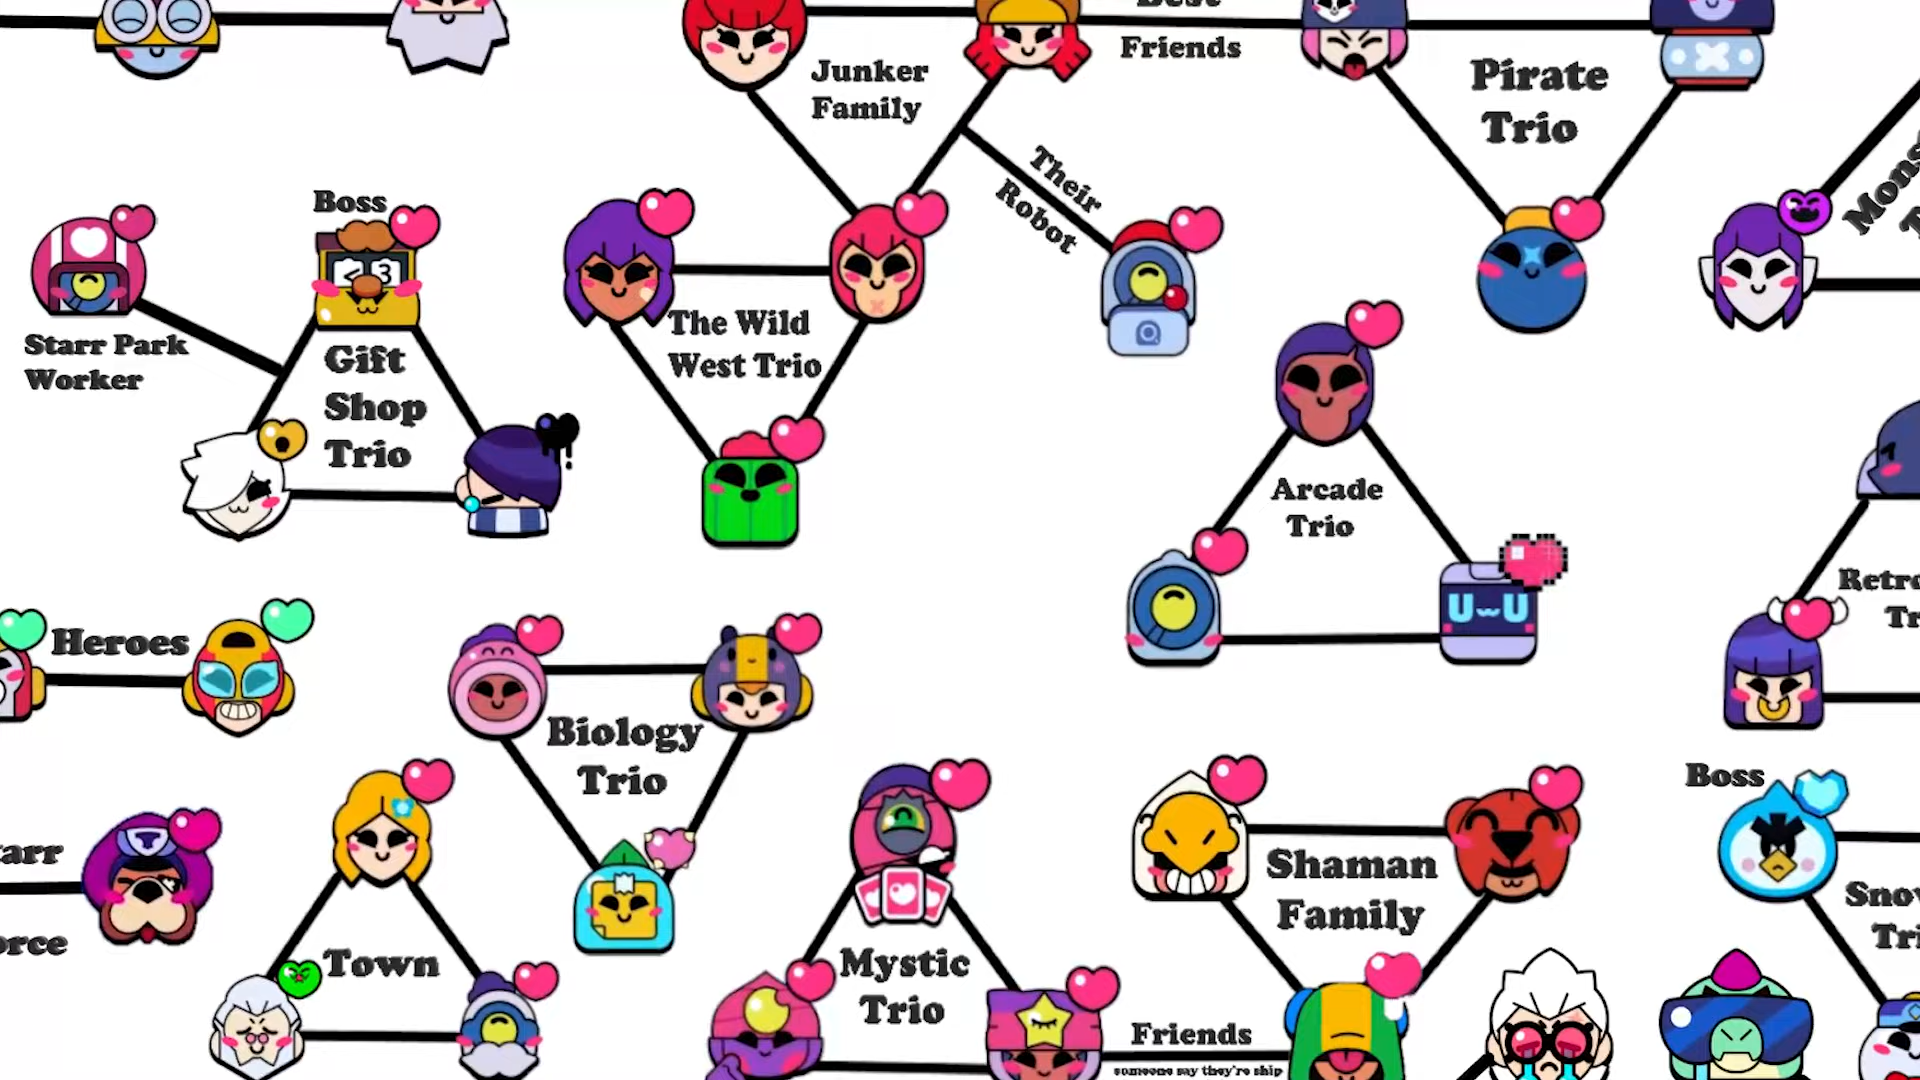 Friends
Junker
Family
Pirate
Trio
Their
Robot
Boss
Starr Park
Worker
Gift
Shop
Trio
The Wild
West Trio
Arcade
Trio
Heroes
Biology
Trio
Town
Mystic
Trio
Shaman
Family
Boss
Friends
someone say they're ship
U U